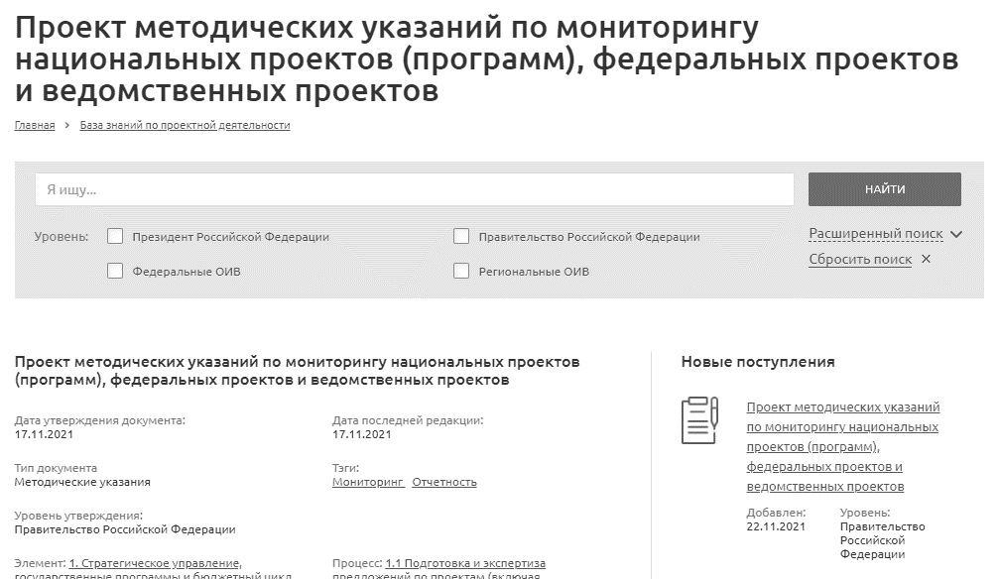 Проект методических указаний по мониторингу
национальных проектов (программ), федеральных проектов
и ведомственных проектов
Главная > База знаний по проектной деятельности
Я ищу...
НАЙТИ
Уровень:
Президент Российской Федерации
Правительство Российской Федерации
Федеральные ОИВ
Региональные ОИВ
Расширенный поиск
Сбросить поиск ×
Проект методических указаний по мониторингу национальных проектов
(программ), федеральных проектов и ведомственных проектов
Дата утверждения документа:
17.11.2021
Дата последней редакции:
17.11.2021
Тип документа
Методические указания
Тэги:
Мониторинг Отчетность
Уровень утверждения:
Правительство Российской Федерации
Элемент: 1. Стратегическое управление,
государственные программы и бюджетный цикл
Процесс: 1.1 Подготовка и экспертиза
предложений по проектам (включая
Новые поступления
Проект методических указаний
по мониторингу национальных
проектов (программ),
федеральных проектов и
ведомственных проектов
Добавлен:
22.11.2021
Уровень:
Правительство
Российской
Федерации